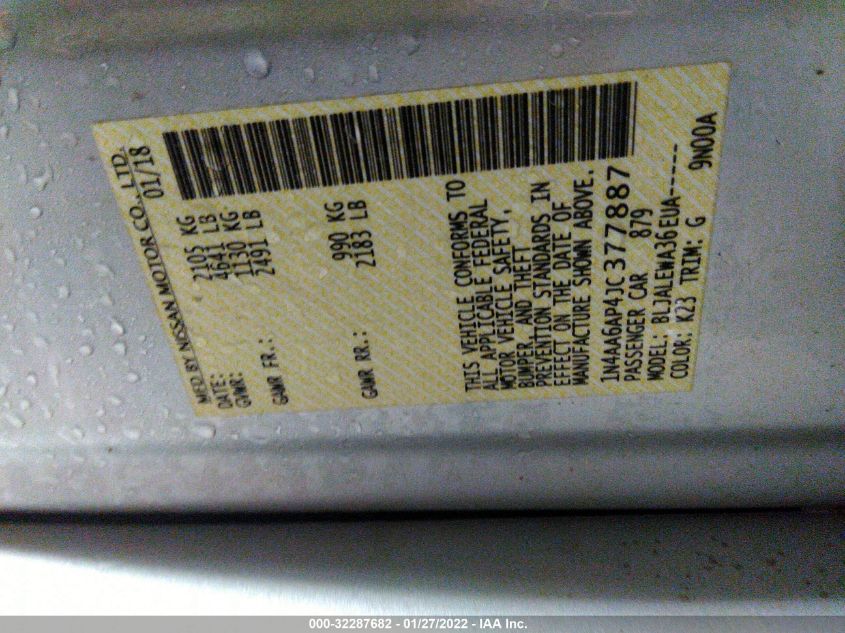 MFD BY NISSAN MOTOR CO., LTD.
DATE: 01/18
GVWR: 2105 KG
4641 LB
GAWR FR.: 1130 KG
2491 LB
GAWR RR.: 990 KG
2183 LB
THIS VEHICLE CONFORMS TO
ALL APPLICABLE FEDERAL
MOTOR VEHICLE SAFETY,
BUMPER, AND THEFT
PREVENTION STANDARDS IN
EFFECT ON THE DATE OF
MANUFACTURE SHOWN ABOVE.
1N4AA6AP4JC377887
PASSENGER CAR 879
MODEL: BLJALEWA36EUA-----
COLOR: K23 TRIM: G 9N00A
000-32287682 - 01/27/2022 - IAA Inc.